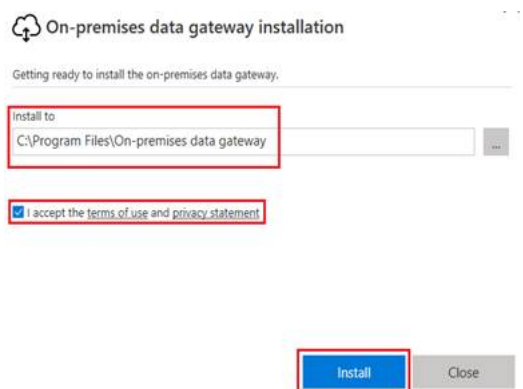 On-premises data gateway installation
Getting ready to install the on-premises data gateway.
Install to
C:\Program Files\On-premises data gateway
...
I accept the terms of use and privacy statement
Install Close